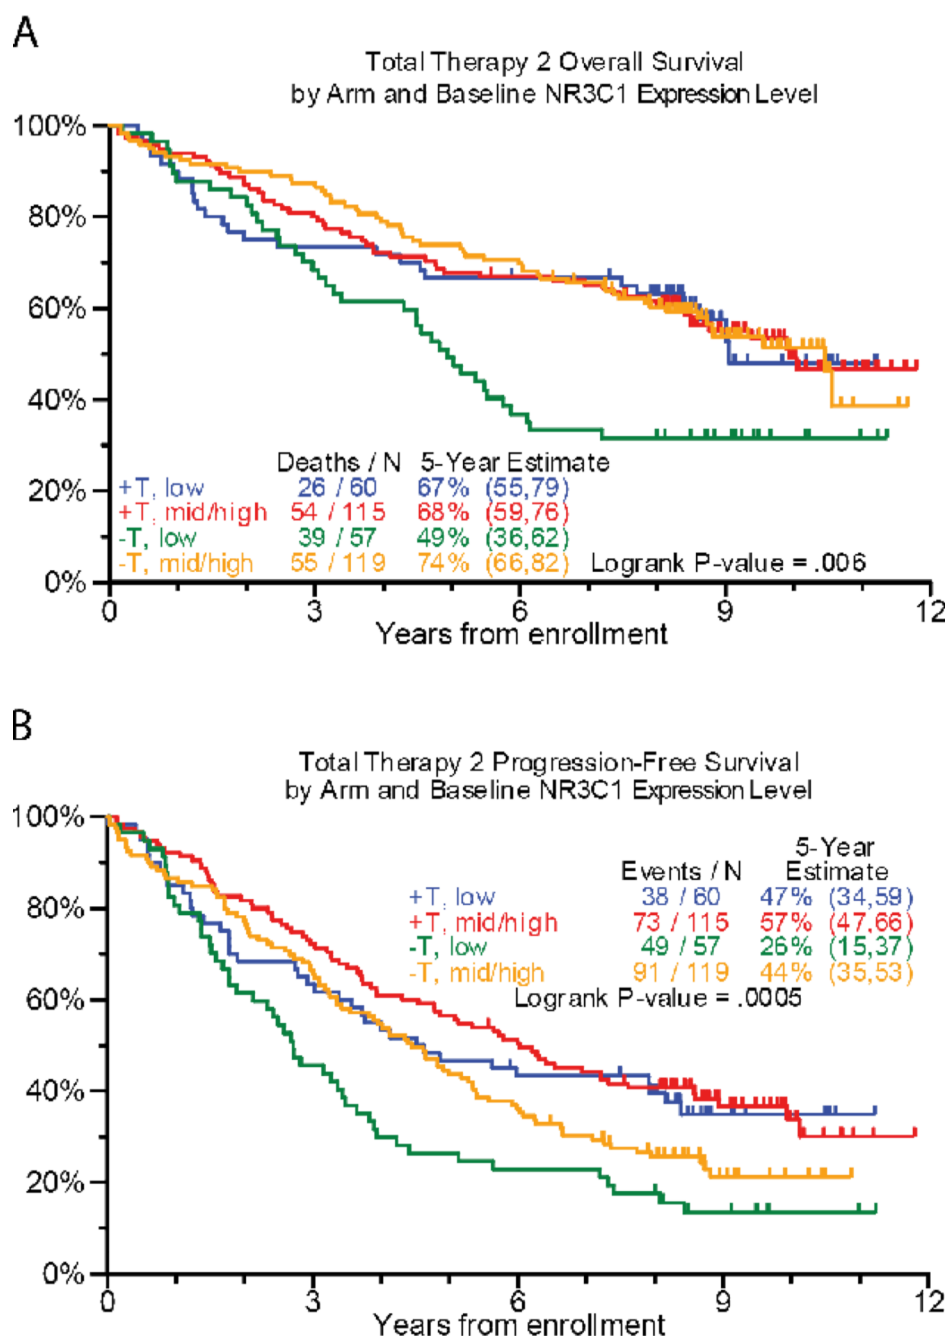 A
Total Therapy 2 Overall Survival
by Arm and Baseline NR3C1 Expression Level
100%
80%
60%
40%
20%
0%
Deaths / N 5-Year Estimate
+T, low 26 / 60 67% (55,79)
+T, mid/high 54 / 115 68% (59,76)
-T, low 39 / 57 49% (36,62)
-T, mid/high 55 / 119 74% (66,82)
Logrank P-value = .006
0 3 6 9 12
Years from enrollment
B
Total Therapy 2 Progression-Free Survival
by Arm and Baseline NR3C1 Expression Level
100%
80%
60%
40%
20%
0%
5-Year
Events / N Estimate
+T, low 38 / 60 47% (34,59)
+T, mid/high 73 / 115 57% (47,66)
-T, low 49 / 57 26% (15,37)
-T, mid/high 91 / 119 44% (35,53)
Logrank P-value = .0005
0 3 6 9 12
Years from enrollment